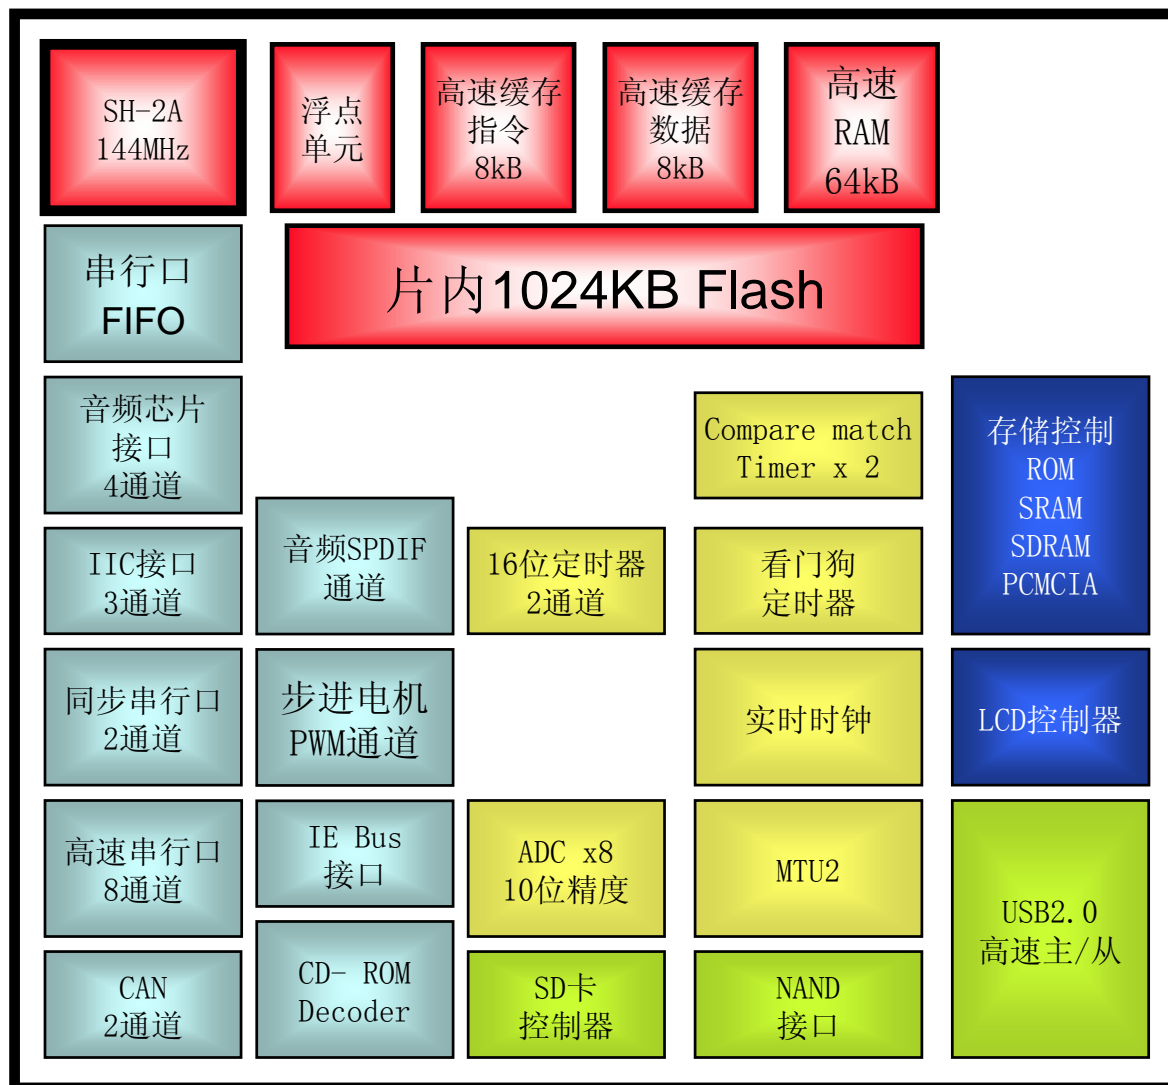 SH-2A
144MHz
浮点
单元
高速缓存
指令
8kB
高速缓存
数据
8kB
高速
RAM
64kB
串行口
FIFO
片内1024KB Flash
音频芯片
接口
4通道
Compare match
Timer x 2
存储控制
ROM
SRAM
SDRAM
PCMCIA
IIC接口
3通道
音频SPDIF
通道
16位定时器
2通道
看门狗
定时器
同步串行口
2通道
步进电机
PWM通道
实时时钟
LCD控制器
高速串行口
8通道
IE Bus
接口
ADC x8
10位精度
MTU2
USB2.0
高速主/从
CAN
2通道
CD- ROM
Decoder
SD卡
控制器
NAND
接口